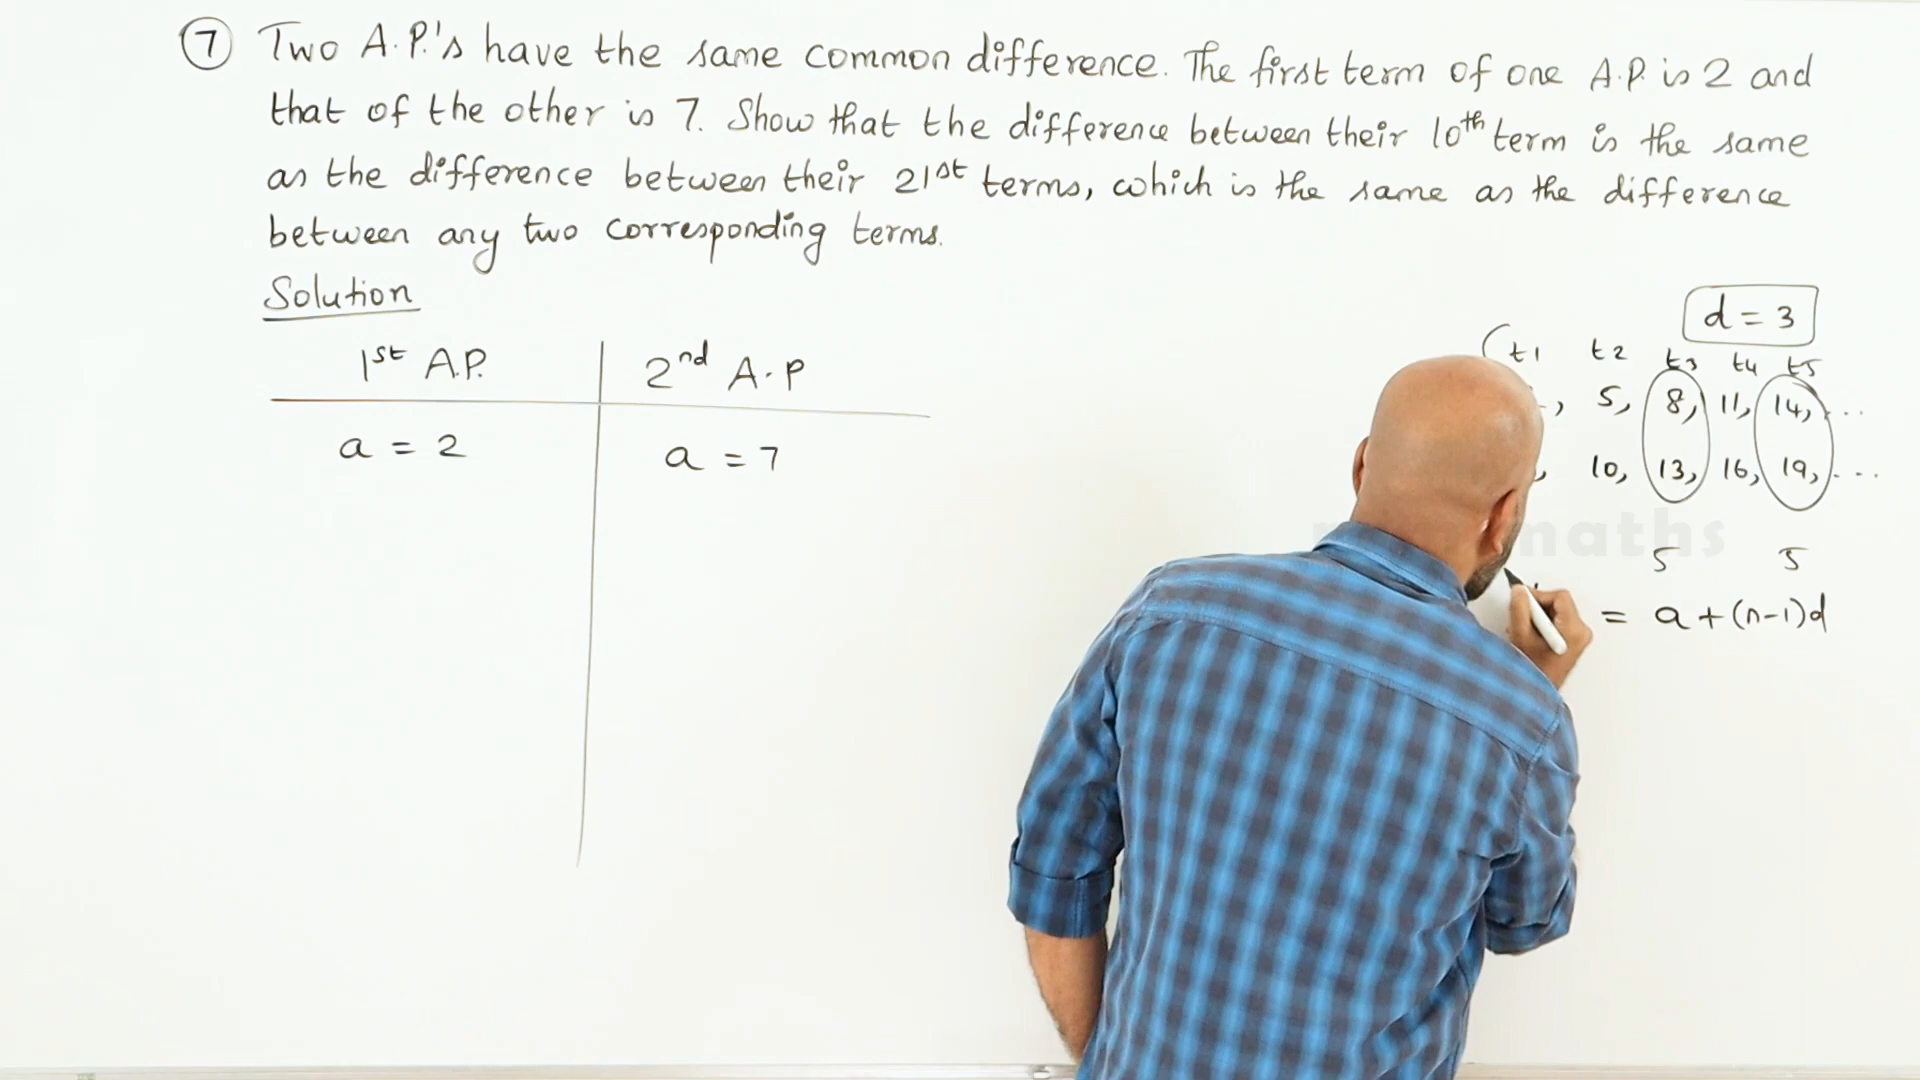 7 Two A.P.'s have the same common difference. The first term of one A.P. is 2 and
that of the other is 7. Show that the difference between their 10th term is the same
as the difference between their 21st terms, which is the same as the difference
between any two corresponding terms.
Solution
1st A.P. 2nd A.P
a = 2 a = 7
d = 3
t1 t2 t3 t4 t5
, 5, 8, 11, 14, ...
, 10, 13, 16, 19, ...
maths
5 5
= a + (n-1)d